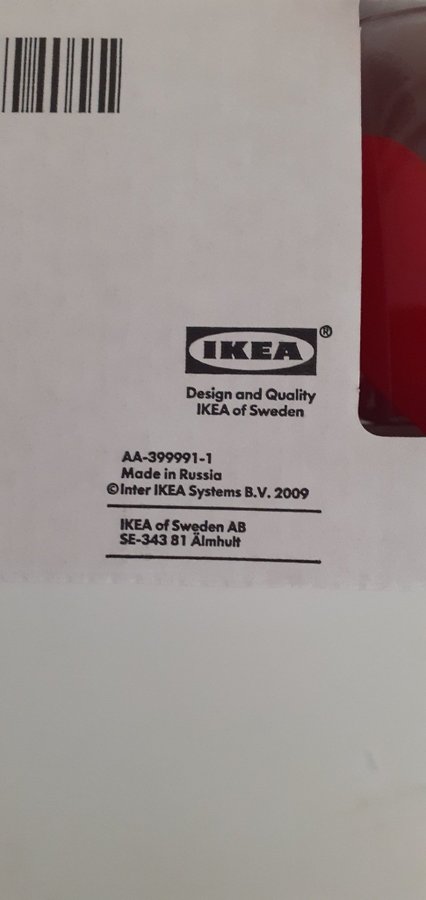 IKEA®
Design and Quality
IKEA of Sweden
AA-399991-1
Made in Russia
©Inter IKEA Systems B.V. 2009
IKEA of Sweden AB
SE-343 81 Älmhult